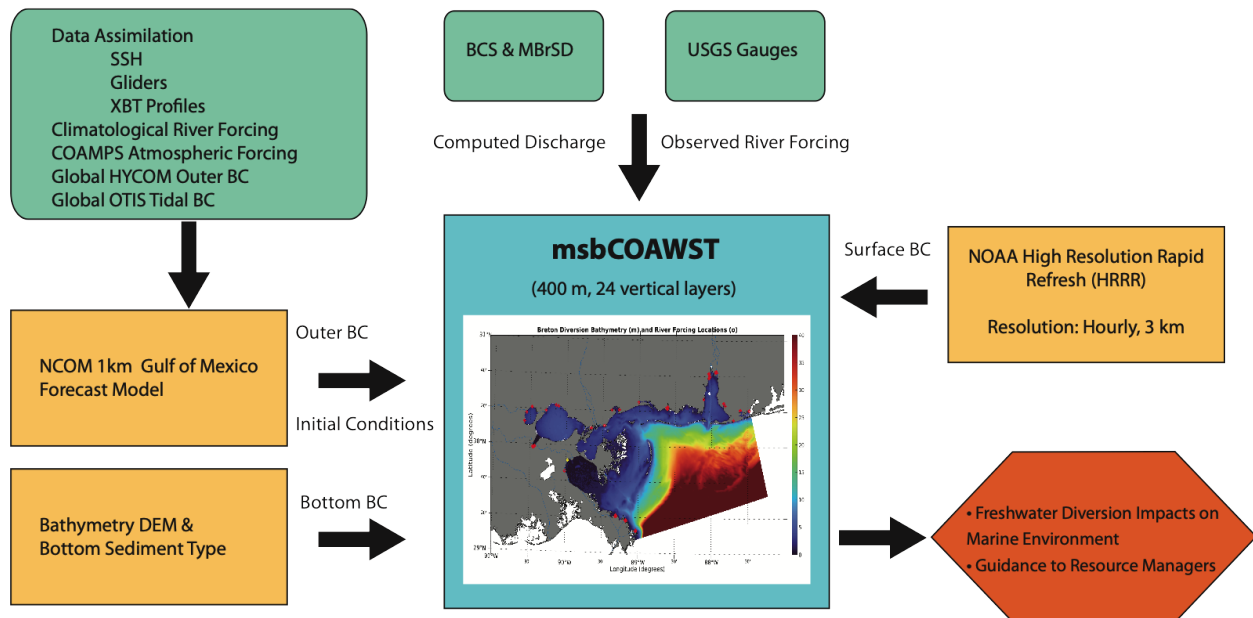 Data Assimilation
SSH
Gliders
XBT Profiles
Climatological River Forcing
COAMPS Atmospheric Forcing
Global HYCOM Outer BC
Global OTIS Tidal BC
BCS & MBrSD
USGS Gauges
Computed Discharge
Observed River Forcing
msbCOAWST
(400 m, 24 vertical layers)
Surface BC
NOAA High Resolution Rapid
Refresh (HRRR)
Resolution: Hourly, 3 km
NCOM 1km Gulf of Mexico
Forecast Model
Outer BC
Initial Conditions
Breton Diversion Bathymetry (m) and River Forcing Locations (o)
Latitude (degrees)
Longitude (degrees)
Bathymetry DEM &
Bottom Sediment Type
Bottom BC
• Freshwater Diversion Impacts on
Marine Environment
• Guidance to Resource Managers